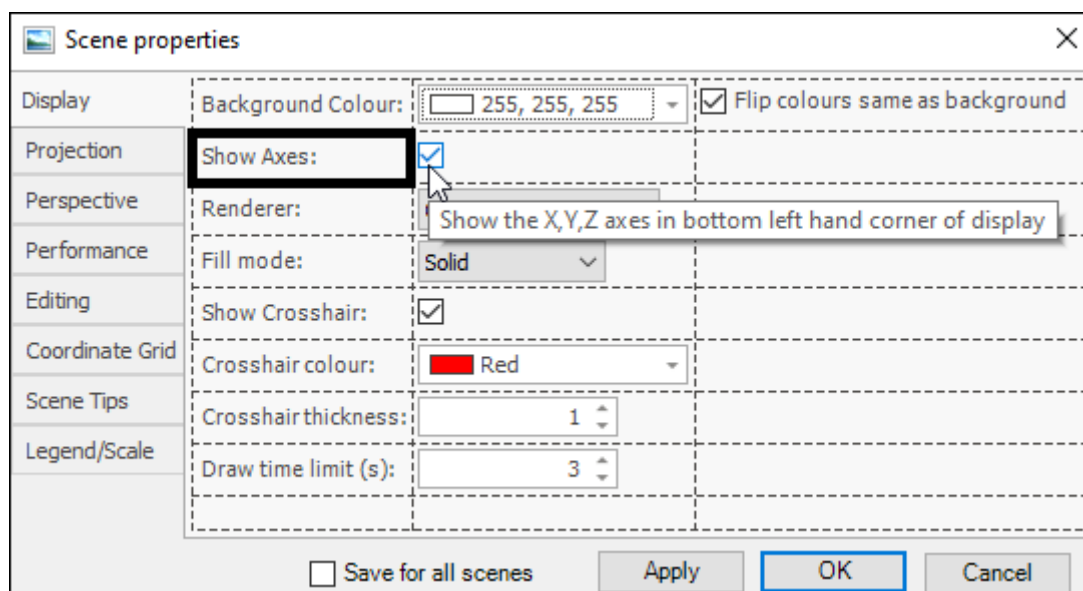 Scene properties
Display
Background Colour: 255, 255, 255 Flip colours same as background
Projection
Show Axes:
Perspective
Renderer:
Show the X,Y,Z axes in bottom left hand corner of display
Performance
Fill mode: Solid
Editing
Show Crosshair:
Coordinate Grid
Crosshair colour: Red
Scene Tips
Crosshair thickness: 1
Legend/Scale
Draw time limit (s): 3
Save for all scenes Apply OK Cancel